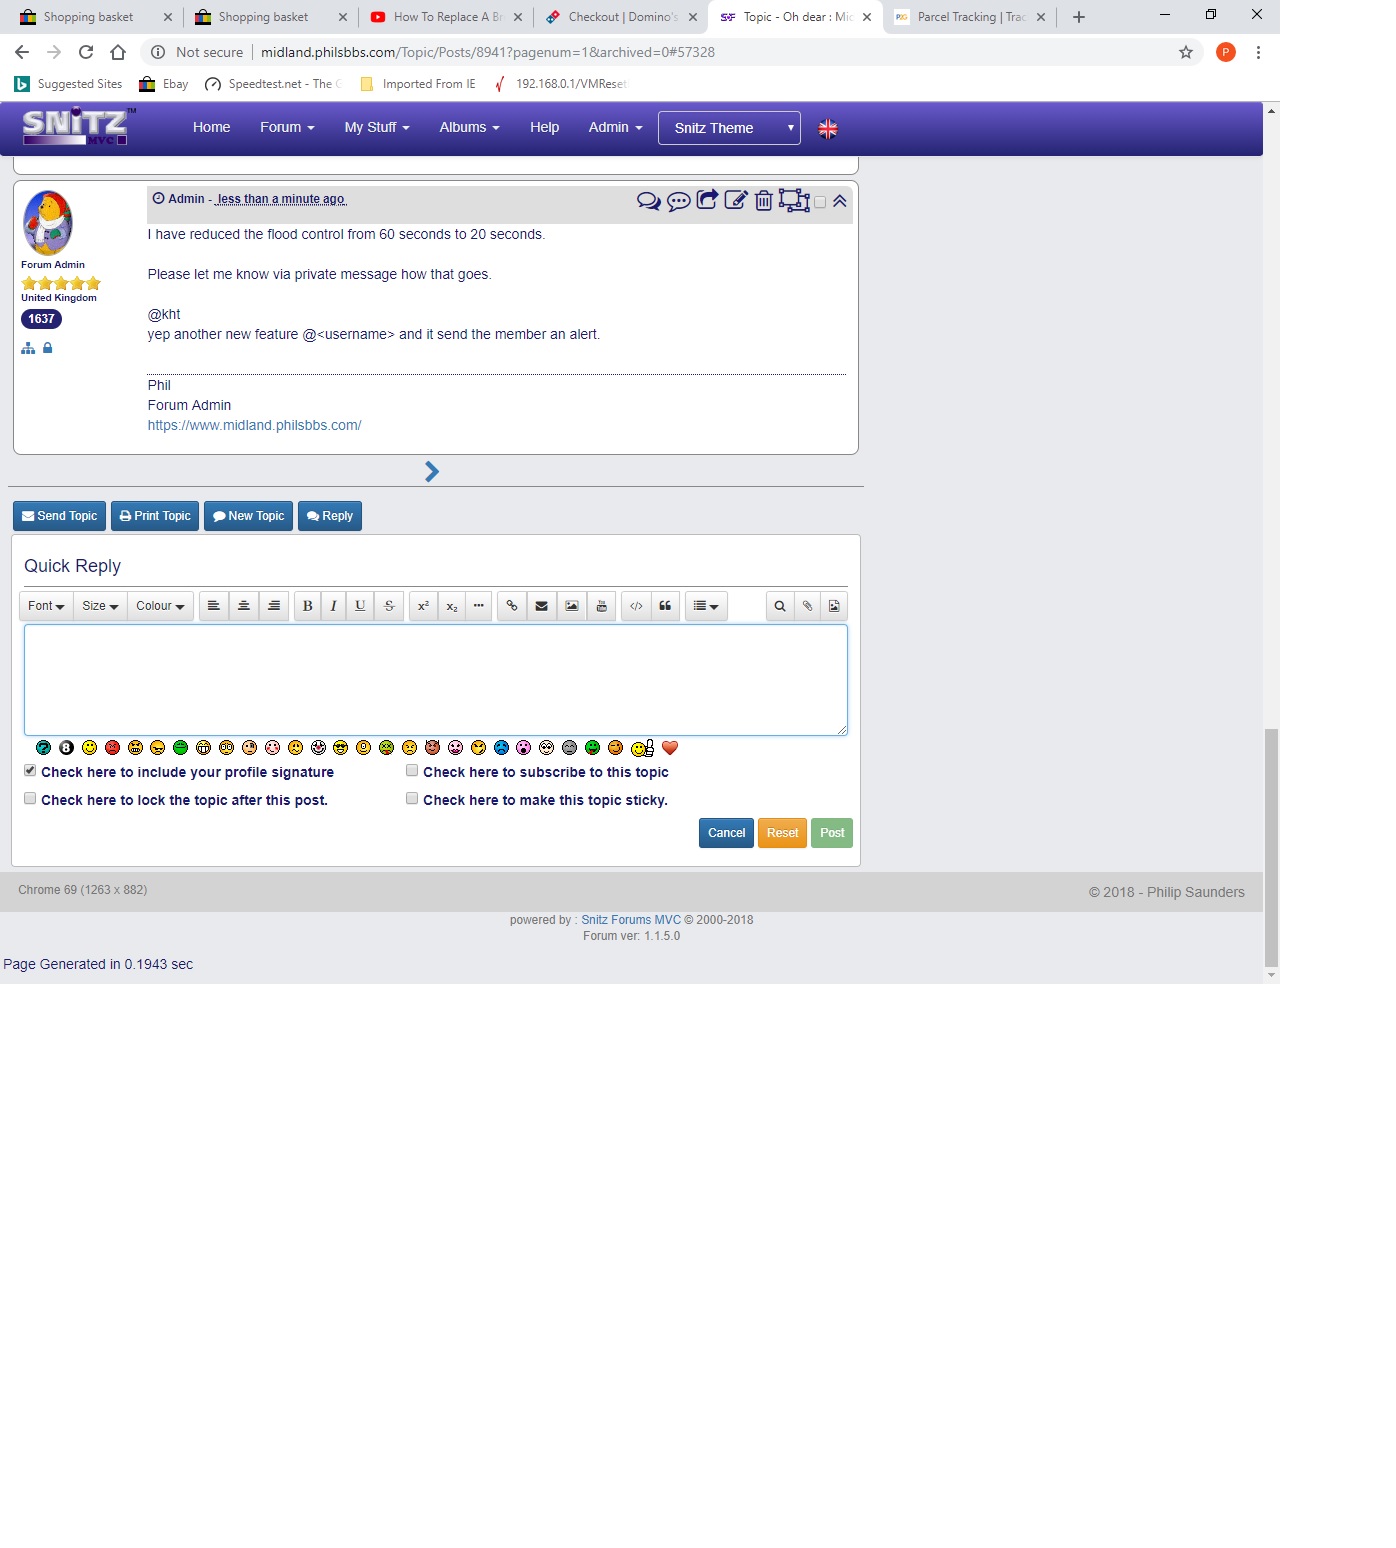 Shopping basket
Shopping basket
How To Replace A Br
Checkout | Domino's
Topic - Oh dear : Mid
Parcel Tracking | Trac
Not secure | midland.philsbbs.com/Topic/Posts/8941?pagenum=1&archived=0#57328
P
Suggested Sites Ebay Speedtest.net - The G Imported From IE 192.168.0.1/VMReset
SNiTZ™ MVC Home Forum My Stuff Albums Help Admin Snitz Theme
Admin - less than a minute ago
I have reduced the flood control from 60 seconds to 20 seconds.
Please let me know via private message how that goes.
@kht
yep another new feature @<username> and it send the member an alert.
Forum Admin
United Kingdom
1637
Phil
Forum Admin
https://www.midland.philsbbs.com/
Send Topic Print Topic New Topic Reply
Quick Reply
Font Size Colour B I U S x² x₂ ••• You Tube </>
Check here to include your profile signature Check here to subscribe to this topic
Check here to lock the topic after this post. Check here to make this topic sticky.
Cancel Reset Post
Chrome 69 (1263 x 882) © 2018 - Philip Saunders
powered by : Snitz Forums MVC © 2000-2018
Forum ver: 1.1.5.0
Page Generated in 0.1943 sec